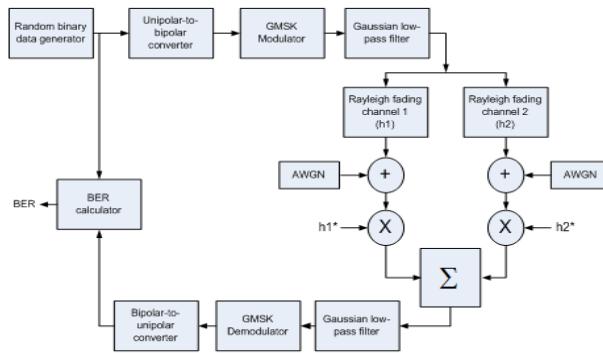 Random binary
data generator
Unipolar-to-
bipolar
converter
GMSK
Modulator
Gaussian low-
pass filter
Rayleigh fading
channel 1
(h1)
Rayleigh fading
channel 2
(h2)
AWGN
+
+
AWGN
BER
BER
calculator
h1*
X
X
h2*
Σ
Bipolar-to-
unipolar
converter
GMSK
Demodulator
Gaussian low-
pass filter